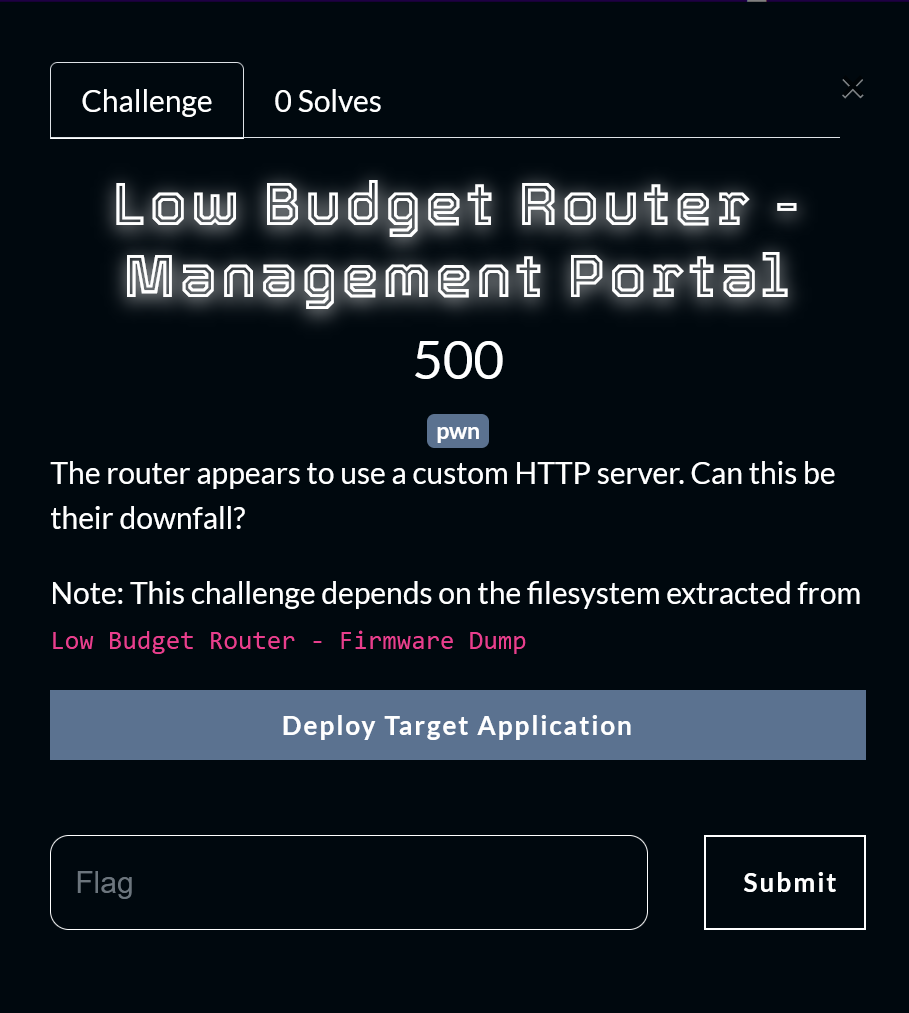 Challenge
0 Solves
Low Budget Router -
Management Portal
500
pwn
The router appears to use a custom HTTP server. Can this be
their downfall?
Note: This challenge depends on the filesystem extracted from
Low Budget Router - Firmware Dump
Deploy Target Application
Flag
Submit